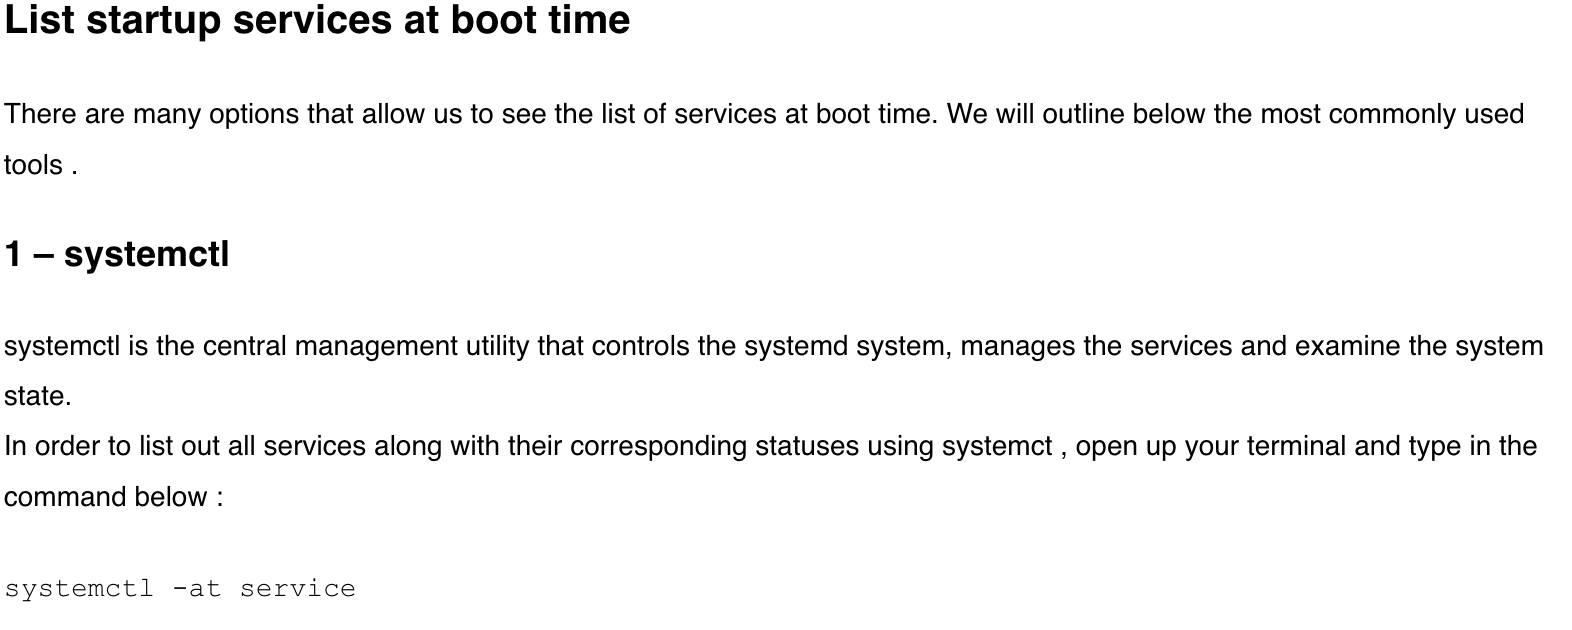 List startup services at boot time
There are many options that allow us to see the list of services at boot time. We will outline below the most commonly used
tools .
1 – systemctl
systemctl is the central management utility that controls the systemd system, manages the services and examine the system
state.
In order to list out all services along with their corresponding statuses using systemct , open up your terminal and type in the
command below :
systemctl -at service